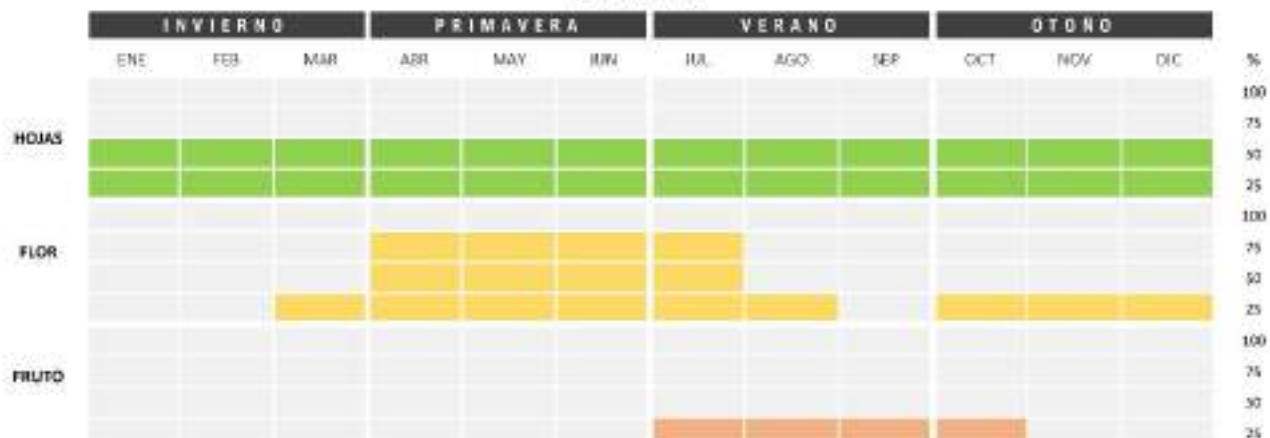 INVIERNO PRIMAVERA VERANO OTOÑO
ENE FEB MAR ABR MAY JUN JUL AGO SEP OCT NOV DIC %
100
75
HOJAS
50
25
100
FLOR 75
50
25
100
FRUTO 75
50
25